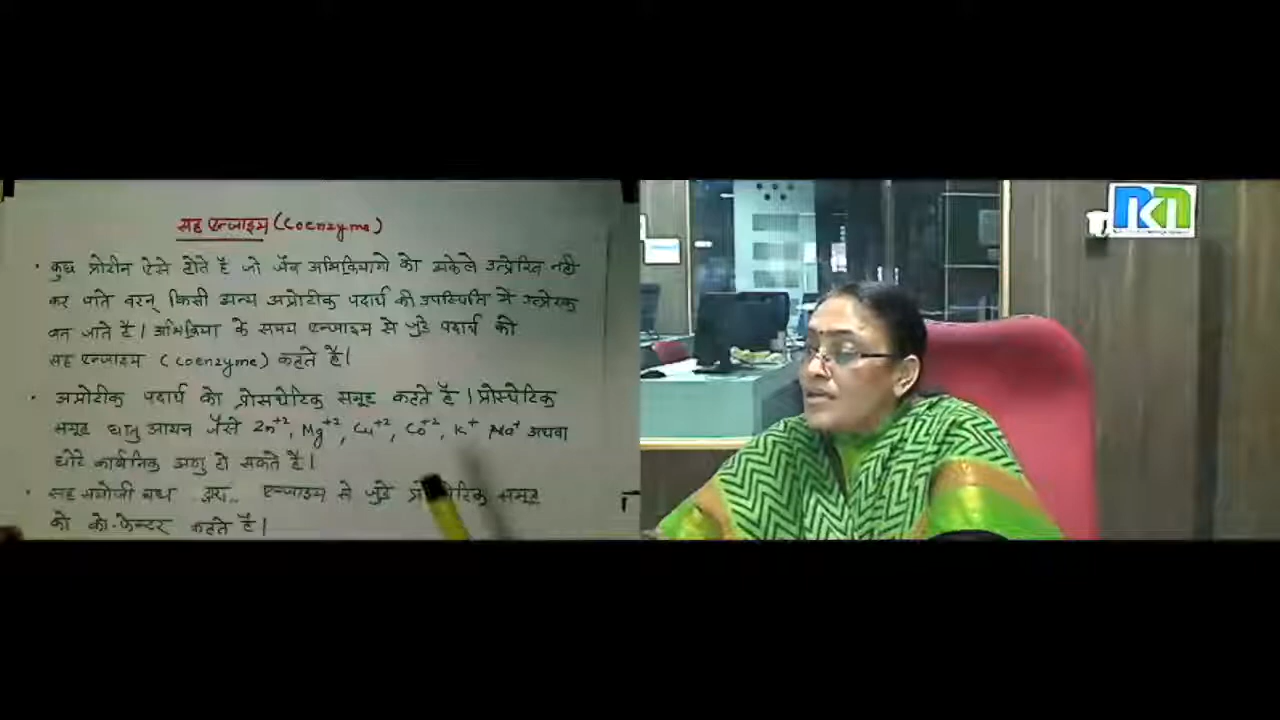 सह एन्जाइम (Coenzyme)
• कुछ प्रोटीन ऐसे होते है जो जैव अभिक्रियाओ को अकेले उत्प्रेरित नही
कर पाते वरन् किसी अन्य अप्रोटीक पदार्थ की उपस्थिति में उत्प्रेरक
बन जाते है। अभिक्रिया के समय एन्जाइम से जुडे पदार्थ को
सह एन्जाइम (Coenzyme) कहते है।
• अप्रोटीक पदार्थ को प्रोसथेटिक समूह कहते है। प्रोस्थेटिक
समूह धातु आयन जैसे Zn+2, Mg+2, Cu+2, Co+2, K+ Na+ अथवा
छोटे कार्बनिक अणु हो सकते है।
• सह संयोजी बंध द्वारा एन्जाइम से जुडे समूह
को को-फेक्टर कहते है।
RKN